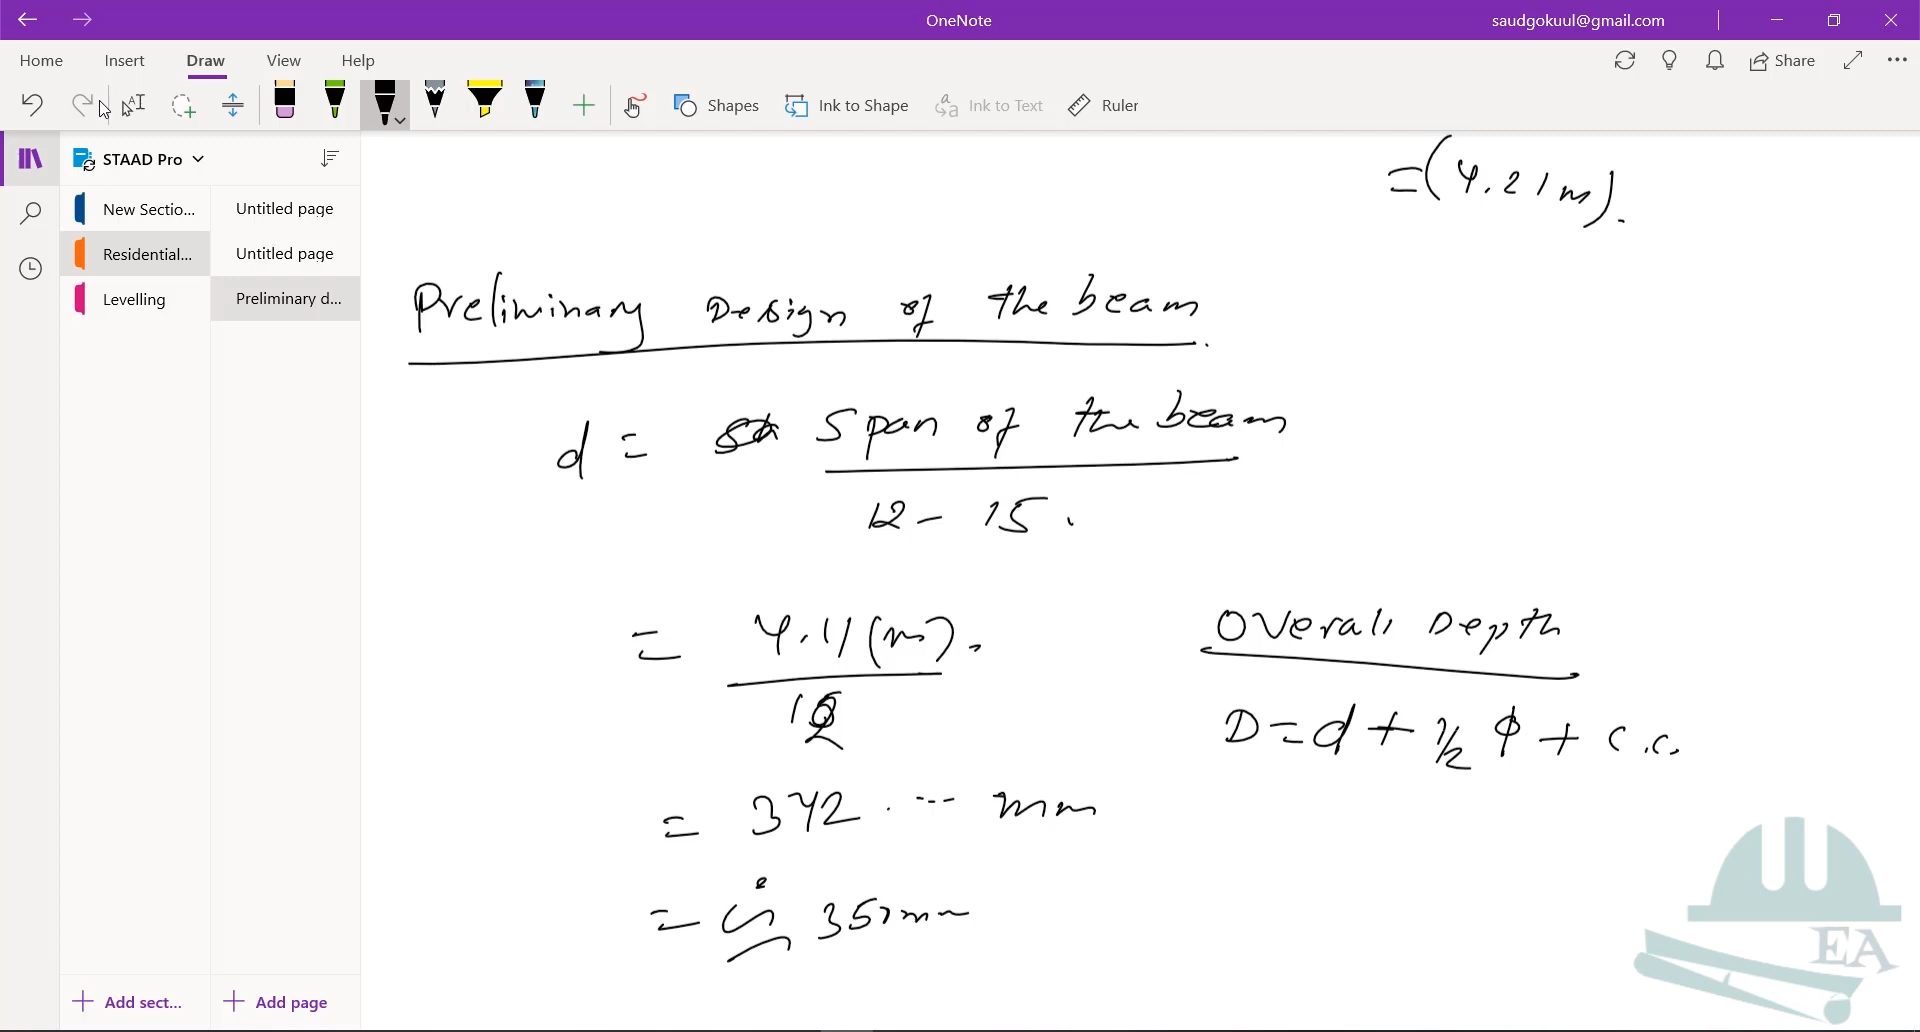 OneNote
saudgokuul@gmail.com
Home Insert Draw View Help
Share
Shapes Ink to Shape Ink to Text Ruler
STAAD Pro
New Sectio...
Residential...
Levelling
Untitled page
Untitled page
Preliminary d...
=(4.21m).
Preliminary Design of the beam.
d = Span of the beam
12 - 15.
= 4.11(m).
12
= 342. --- mm
= 350mm
Overall Depth
D = d + 1/2 ϕ + c.c.
EA
Add sect...
Add page